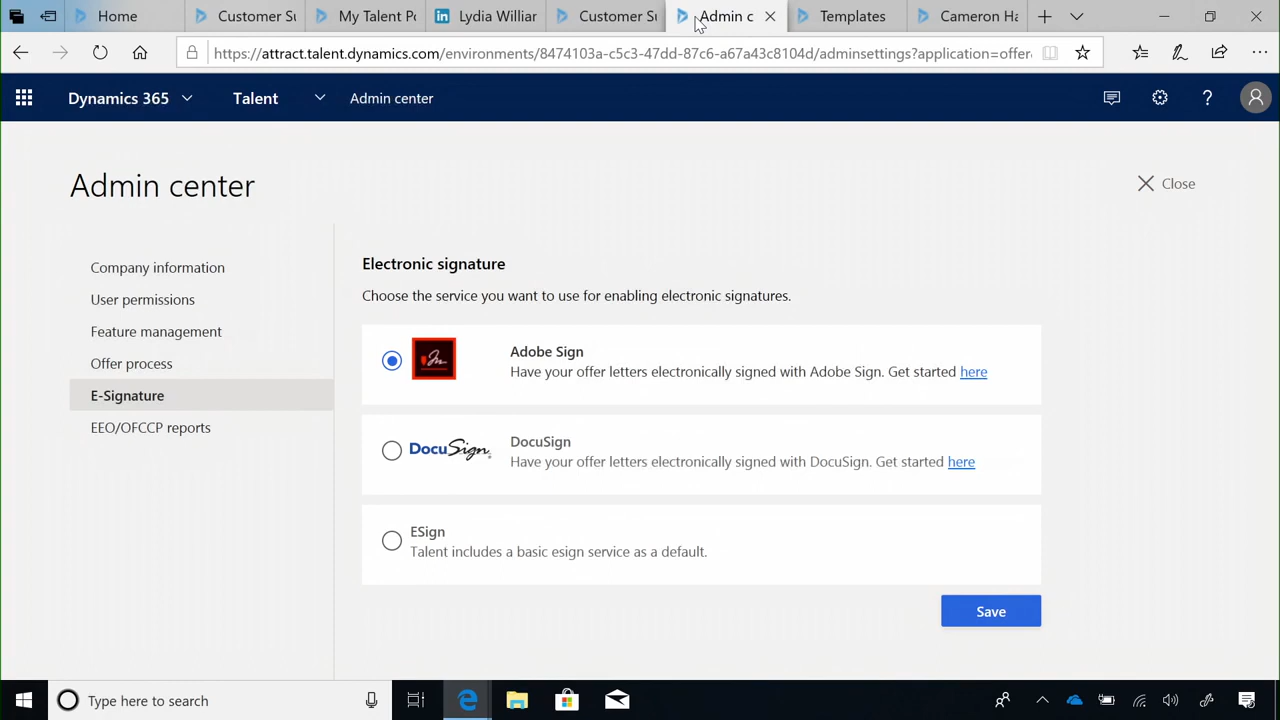 Home
Customer Su
My Talent Po
Lydia Williar
Customer Su
Admin c
Templates
Cameron Ha
https://attract.talent.dynamics.com/environments/8474103a-c5c3-47dd-87c6-a67a43c8104d/adminsettings?application=offer
Dynamics 365
Talent
Admin center
Admin center
Close
Company information
User permissions
Feature management
Offer process
E-Signature
EEO/OFCCP reports
Electronic signature
Choose the service you want to use for enabling electronic signatures.
Adobe Sign
Have your offer letters electronically signed with Adobe Sign. Get started here
DocuSign
DocuSign
Have your offer letters electronically signed with DocuSign. Get started here
ESign
Talent includes a basic esign service as a default.
Save
Type here to search